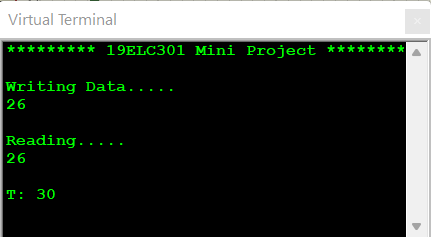 Virtual Terminal
********* 19ELC301 Mini Project ********
Writing Data.....
26
Reading.....
26
T: 30